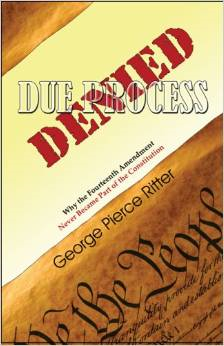 DUE PROCESS
DENIED
Why the Fourteenth Amendment
Never Became Part of the Constitution
George Pierce Ritter
We the People